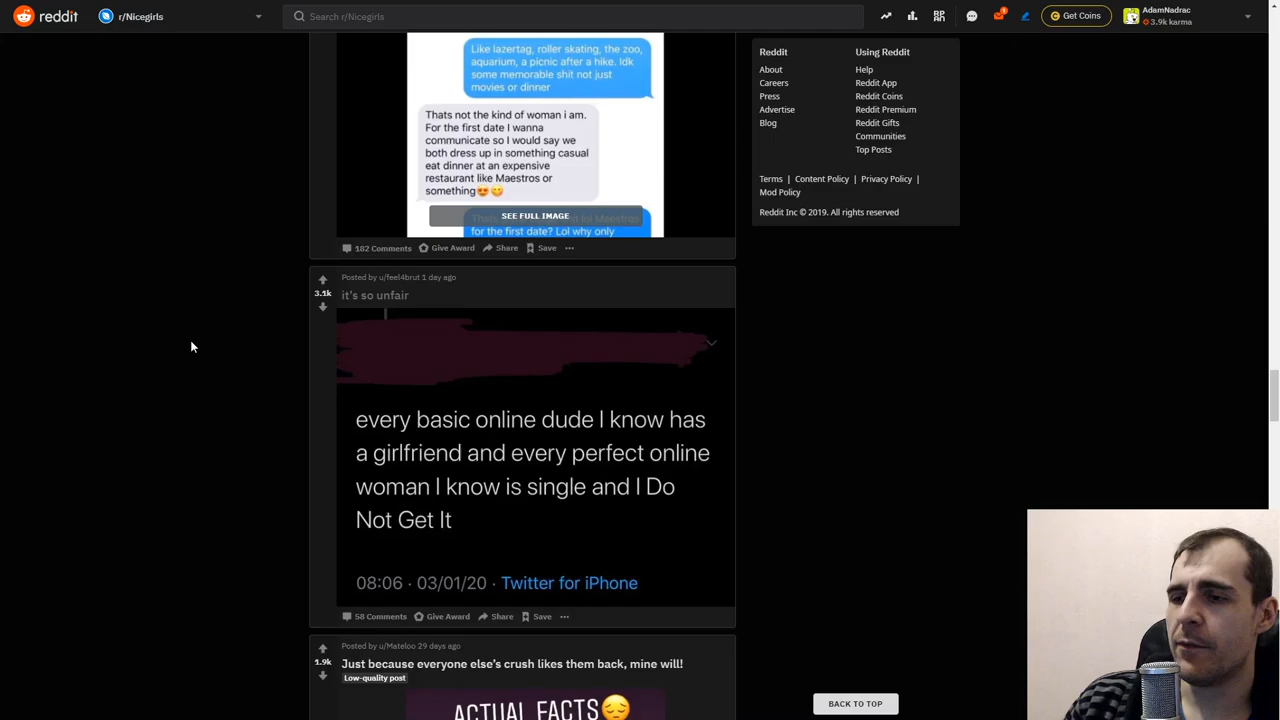 reddit
r/Nicegirls
Search r/Nicegirls
1
Get Coins
AdamNadrac
3.9k karma
Like lazertag, roller skating, the zoo,
aquarium, a picnic after a hike. Idk
some memorable shit not just
movies or dinner
Thats not the kind of woman i am.
For the first date I wanna
communicate so I would say we
both dress up in something casual
eat dinner at an expensive
restaurant like Maestros or
something😍😋
SEE FULL IMAGE
for the first date? Lol why only
182 Comments
Give Award
Share
Save
Posted by u/feel4brut 1 day ago
3.1k
it's so unfair
every basic online dude I know has
a girlfriend and every perfect online
woman I know is single and I Do
Not Get It
08:06 · 03/01/20 · Twitter for iPhone
58 Comments
Give Award
Share
Save
Posted by u/Mateloo 29 days ago
1.9k
Just because everyone else's crush likes them back, mine will!
Low-quality post
ACTUAL FACTS😔
Reddit
About
Careers
Press
Advertise
Blog
Using Reddit
Help
Reddit App
Reddit Coins
Reddit Premium
Reddit Gifts
Communities
Top Posts
Terms | Content Policy | Privacy Policy |
Mod Policy
Reddit Inc © 2019. All rights reserved
BACK TO TOP